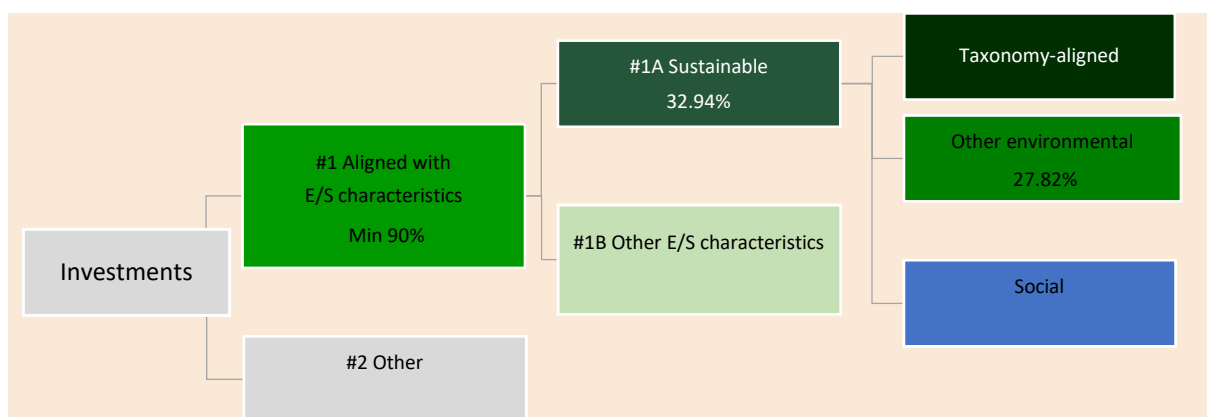 Investments
#1 Aligned with
E/S characteristics
Min 90%
#2 Other
#1A Sustainable
32.94%
#1B Other E/S characteristics
Taxonomy-aligned
Other environmental
27.82%
Social